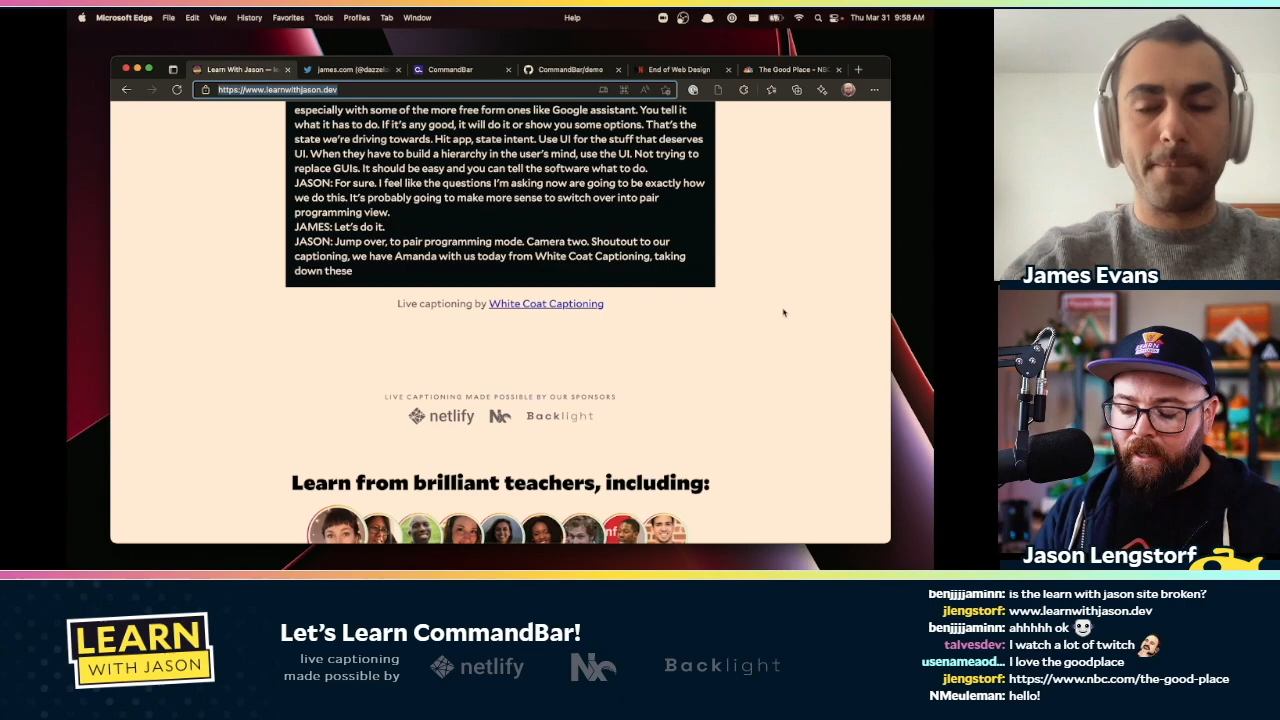 Microsoft Edge File Edit View History Favorites Tools Profiles Tab Window Help Thu Mar 31 9:58 AM
Learn With Jason — l
james.com (@dazzel
CommandBar
CommandBar/demo
End of Web Design
The Good Place - NBC
https://www.learnwithjason.dev
especially with some of the more free form ones like Google assistant. You tell it
what it has to do. If it's any good, it will do it or show you some options. That's the
state we're driving towards. Hit app, state intent. Use UI for the stuff that deserves
UI. When they have to build a hierarchy in the user's mind, use the UI. Not trying to
replace GUIs. It should be easy and you can tell the software what to do.
JASON: For sure. I feel like the questions I'm asking now are going to be exactly how
we do this. It's probably going to make more sense to switch over into pair
programming view.
JAMES: Let's do it.
JASON: Jump over, to pair programming mode. Camera two. Shoutout to our
captioning, we have Amanda with us today from White Coat Captioning, taking
down these
Live captioning by White Coat Captioning
LIVE CAPTIONING MADE POSSIBLE BY OUR SPONSORS
netlify Nx Backlight
Learn from brilliant teachers, including:
James Evans
Jason Lengstorf
LEARN
WITH JASON
Let's Learn CommandBar!
live captioning
made possible by
netlify Nx Backlight
benjjjjaminn: is the learn with jason site broken?
jlengstorf: www.learnwithjason.dev
benjjjjaminn: ahhhhh ok
talvesdev: I watch a lot of twitch
usenameaod... I love the goodplace
jlengstorf: https://www.nbc.com/the-good-place
NMeuleman: hello!